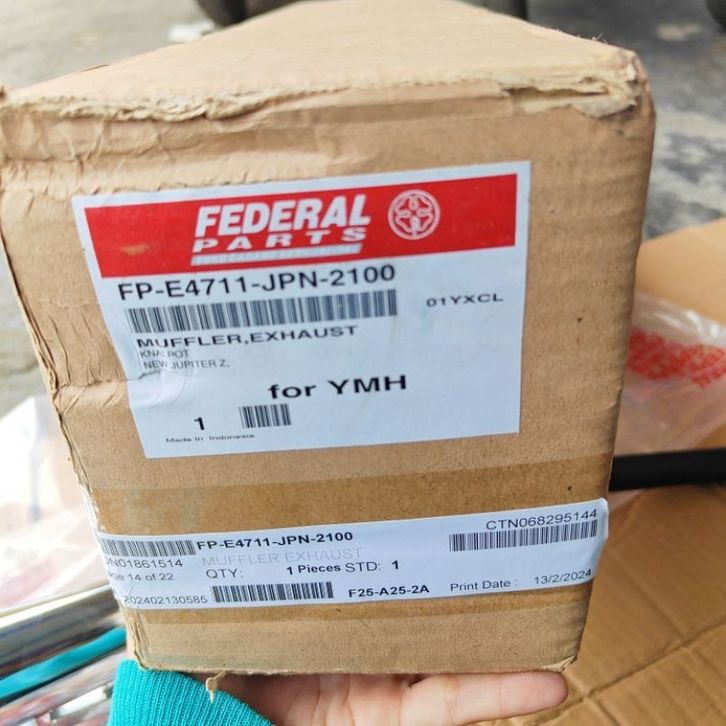 FEDERAL
PARTS
FP-E4711-JPN-2100
01YXCL
MUFFLER,EXHAUST
KNALPOT
NEW JUPITER Z,
for YMH
1
Made In Indonesia
CTN068295144
FP-E4711-JPN-2100
N01861514
MUFFLER EXHAUST
14 of 22
QTY: 1 Pieces STD: 1
202402130585
F25-A25-2A
Print Date : 13/2/2024